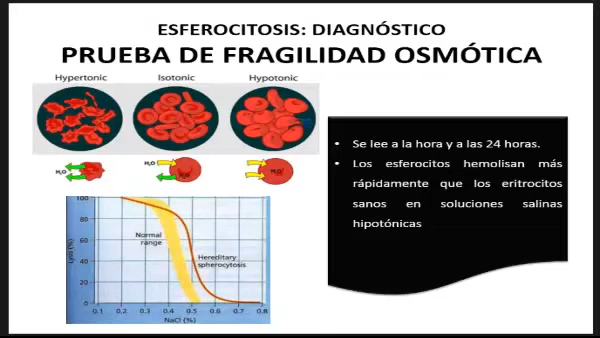 ESFEROCITOSIS: DIAGNÓSTICO
PRUEBA DE FRAGILIDAD OSMÓTICA
Hypertonic Isotonic Hypotonic
H₂O H₂O H₂O
• Se lee a la hora y a las 24 horas.
• Los esferocitos hemolisan más
rápidamente que los eritrocitos
sanos en soluciones salinas
hipotónicas
Lysis (%)
100
80
60
40
20
0
Normal
range
Hereditary
spherocytosis
0.1 0.2 0.3 0.4 0.5 0.6 0.7 0.8
NaCl (%)